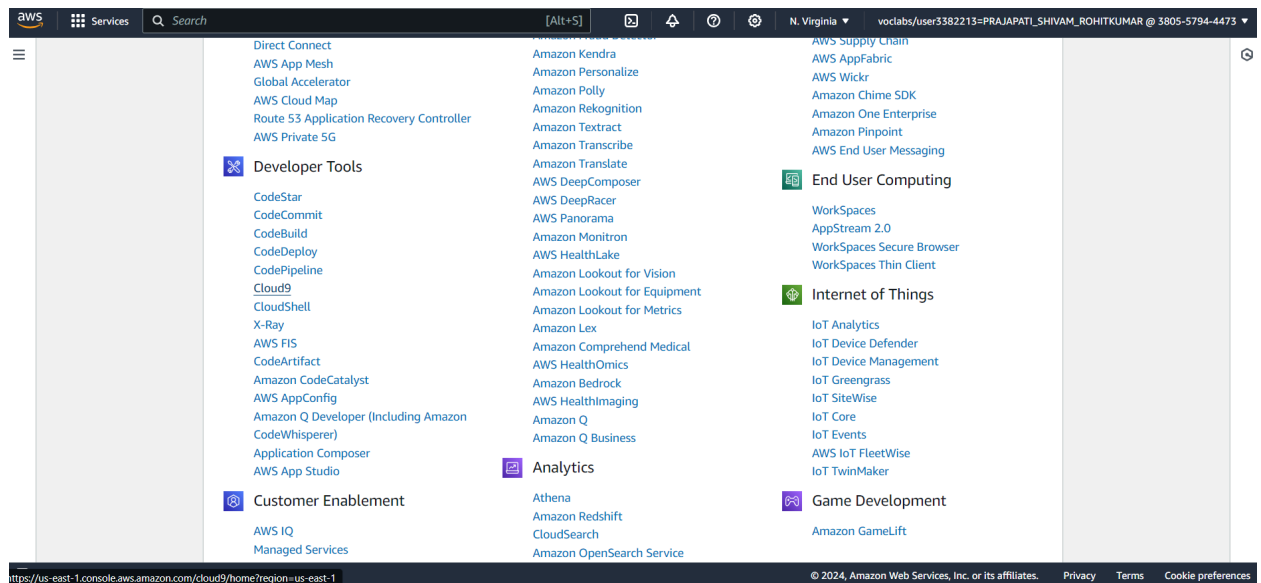 aws
Services
Search
[Alt+S]
N. Virginia ▼
voclabs/user3382213=PRAJAPATI_SHIVAM_ROHITKUMAR @ 3805-5794-4473 ▼
Direct Connect
AWS App Mesh
Global Accelerator
AWS Cloud Map
Route 53 Application Recovery Controller
AWS Private 5G
Developer Tools
CodeStar
CodeCommit
CodeBuild
CodeDeploy
CodePipeline
Cloud9
CloudShell
X-Ray
AWS FIS
CodeArtifact
Amazon CodeCatalyst
AWS AppConfig
Amazon Q Developer (Including Amazon
CodeWhisperer)
Application Composer
AWS App Studio
Customer Enablement
AWS IQ
Managed Services
Amazon Fraud Detector
Amazon Kendra
Amazon Personalize
Amazon Polly
Amazon Rekognition
Amazon Textract
Amazon Transcribe
Amazon Translate
AWS DeepComposer
AWS DeepRacer
AWS Panorama
Amazon Monitron
AWS HealthLake
Amazon Lookout for Vision
Amazon Lookout for Equipment
Amazon Lookout for Metrics
Amazon Lex
Amazon Comprehend Medical
AWS HealthOmics
Amazon Bedrock
AWS HealthImaging
Amazon Q
Amazon Q Business
Analytics
Athena
Amazon Redshift
CloudSearch
Amazon OpenSearch Service
AWS Supply Chain
AWS AppFabric
AWS Wickr
Amazon Chime SDK
Amazon One Enterprise
Amazon Pinpoint
AWS End User Messaging
End User Computing
WorkSpaces
AppStream 2.0
WorkSpaces Secure Browser
WorkSpaces Thin Client
Internet of Things
IoT Analytics
IoT Device Defender
IoT Device Management
IoT Greengrass
IoT SiteWise
IoT Core
IoT Events
AWS IoT FleetWise
IoT TwinMaker
Game Development
Amazon GameLift
https://us-east-1.console.aws.amazon.com/cloud9/home?region=us-east-1
© 2024, Amazon Web Services, Inc. or its affiliates.
Privacy
Terms
Cookie preferences